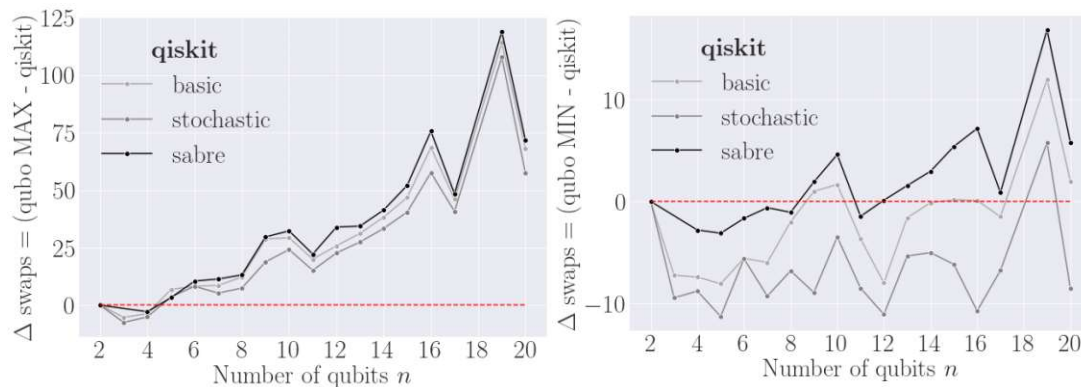 Δ swaps = (qubo MAX - qiskit)
125
100
75
50
25
0
qiskit
basic
stochastic
sabre
2 4 6 8 10 12 14 16 18 20
Number of qubits n
Δ swaps = (qubo MIN - qiskit)
10
0
−10
qiskit
basic
stochastic
sabre
2 4 6 8 10 12 14 16 18 20
Number of qubits n